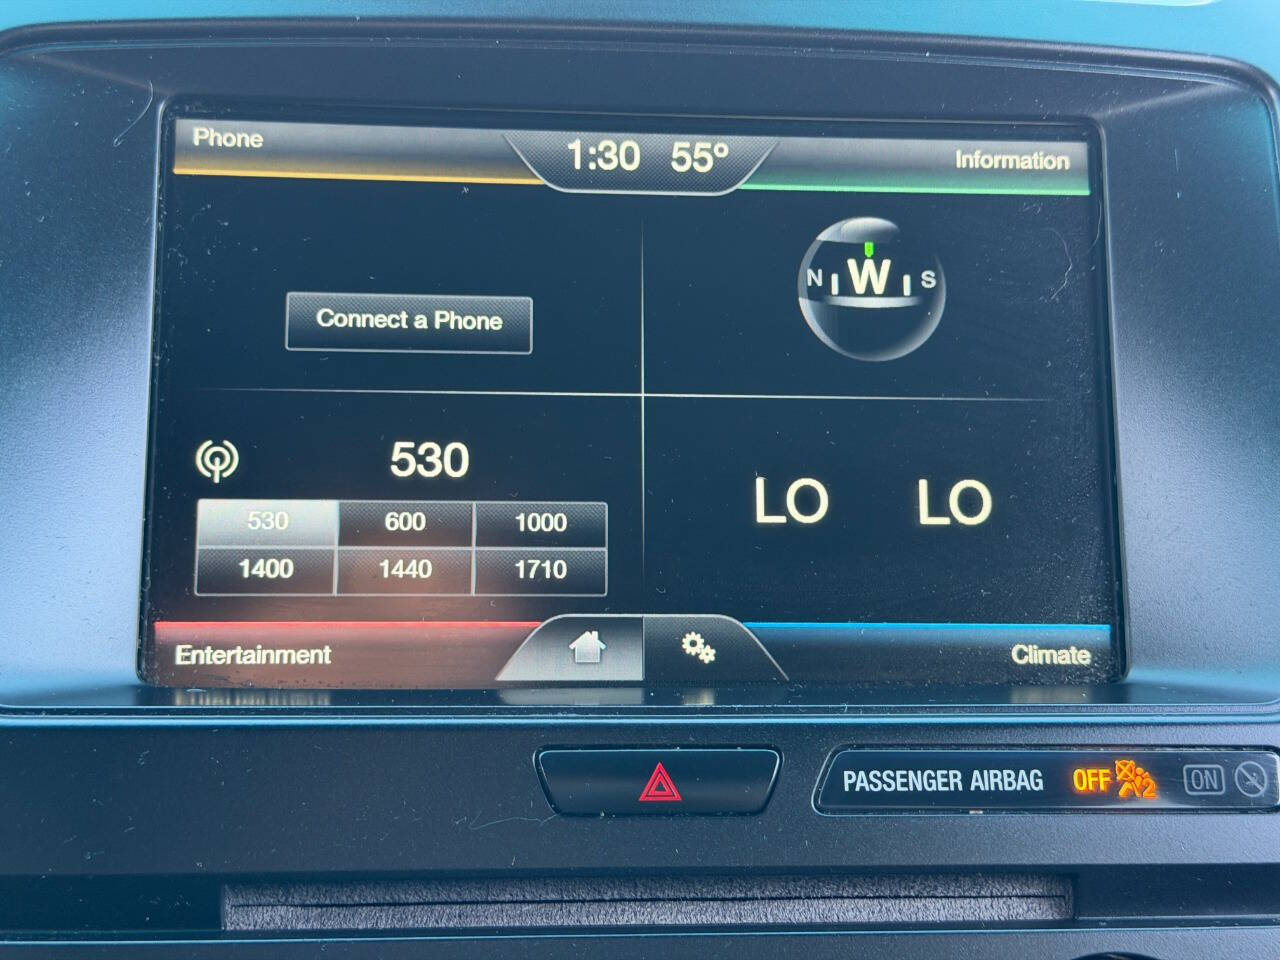 Phone
1:30 55°
Information
N W S
Connect a Phone
530
530 600 1000
1400 1440 1710
LO LO
Entertainment
Climate
PASSENGER AIRBAG OFF 2 ON